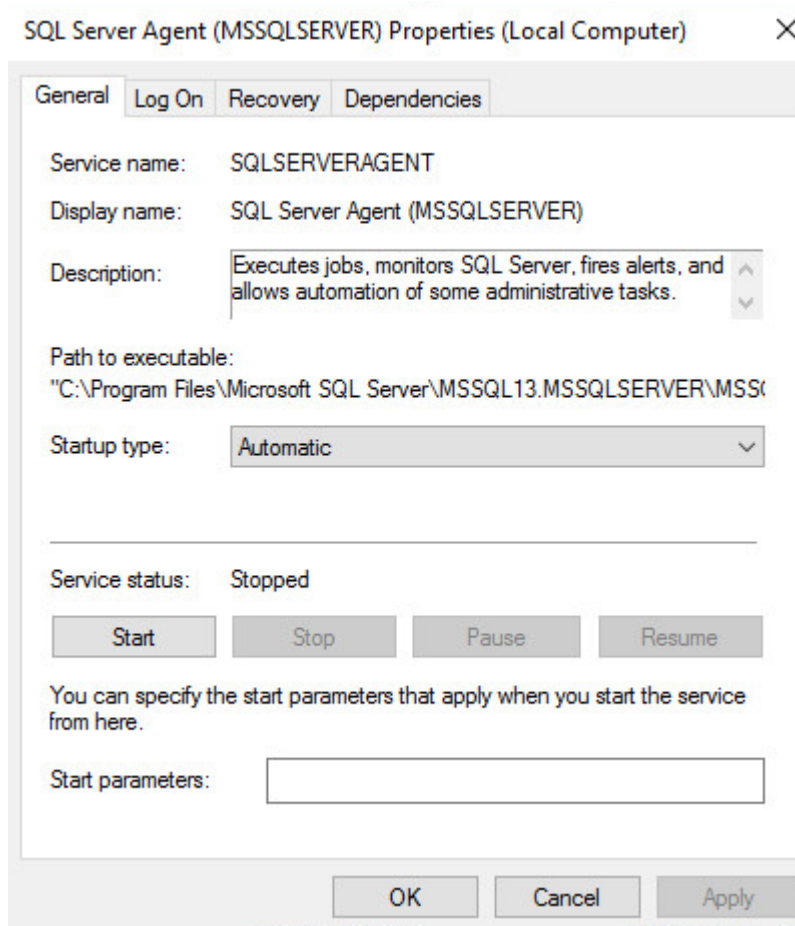 SQL Server Agent (MSSQLSERVER) Properties (Local Computer)
General Log On Recovery Dependencies
Service name: SQLSERVERAGENT
Display name: SQL Server Agent (MSSQLSERVER)
Description: Executes jobs, monitors SQL Server, fires alerts, and
allows automation of some administrative tasks.
Path to executable:
"C:\Program Files\Microsoft SQL Server\MSSQL13.MSSQLSERVER\MSSQ
Startup type: Automatic
Service status: Stopped
Start Stop Pause Resume
You can specify the start parameters that apply when you start the service
from here.
Start parameters:
OK Cancel Apply